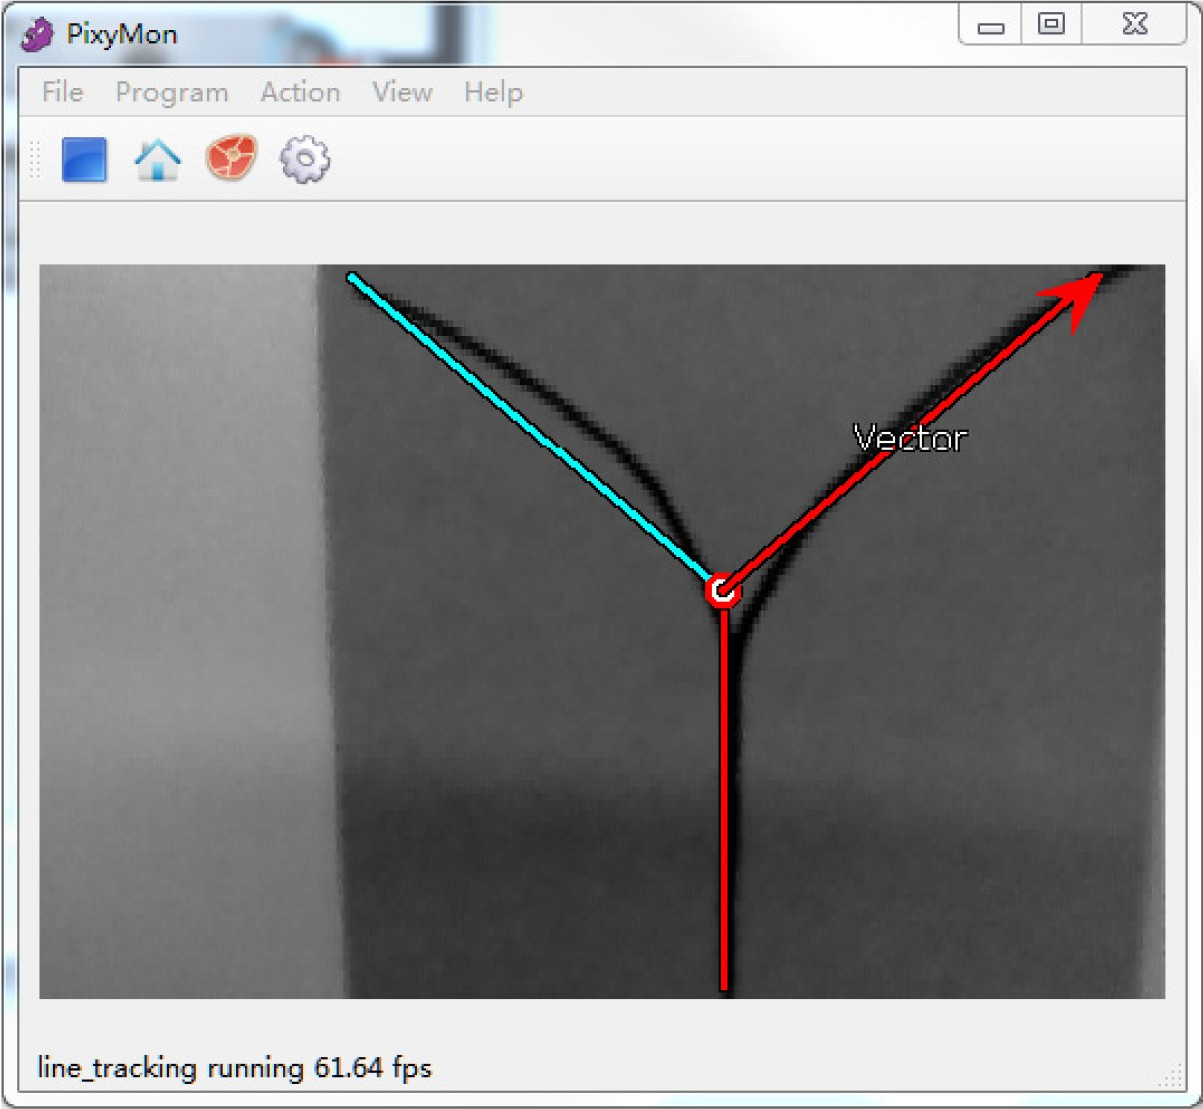 PixyMon
File Program Action View Help
Vector
line_tracking running 61.64 fps